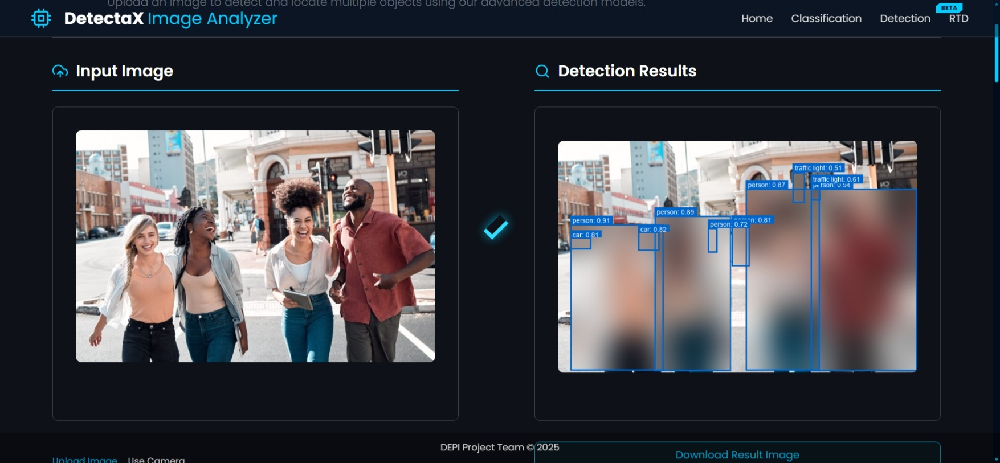 Upload an image to detect and locate multiple objects using our advanced detection models.
DetectaX Image Analyzer
Home
Classification
Detection
BETA
RTD
Input Image
Detection Results
traffic light: 0.51
traffic light: 0.61
person: 0.87
person: 0.94
person: 0.89
person: 0.91
person: 0.81
person: 0.72
car: 0.82
car: 0.81
DEPI Project Team © 2025
Upload Image
Use Camera
Download Result Image